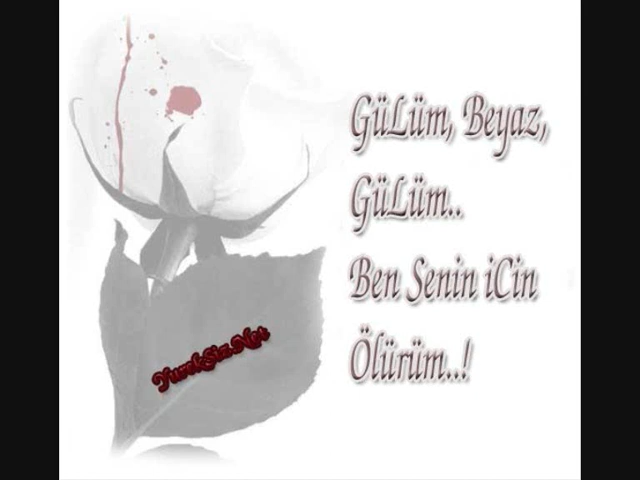 GüLüm, Beyaz,
GüLüm..
Ben Senin iCin
Ölürüm..!
YurekSiz.Net